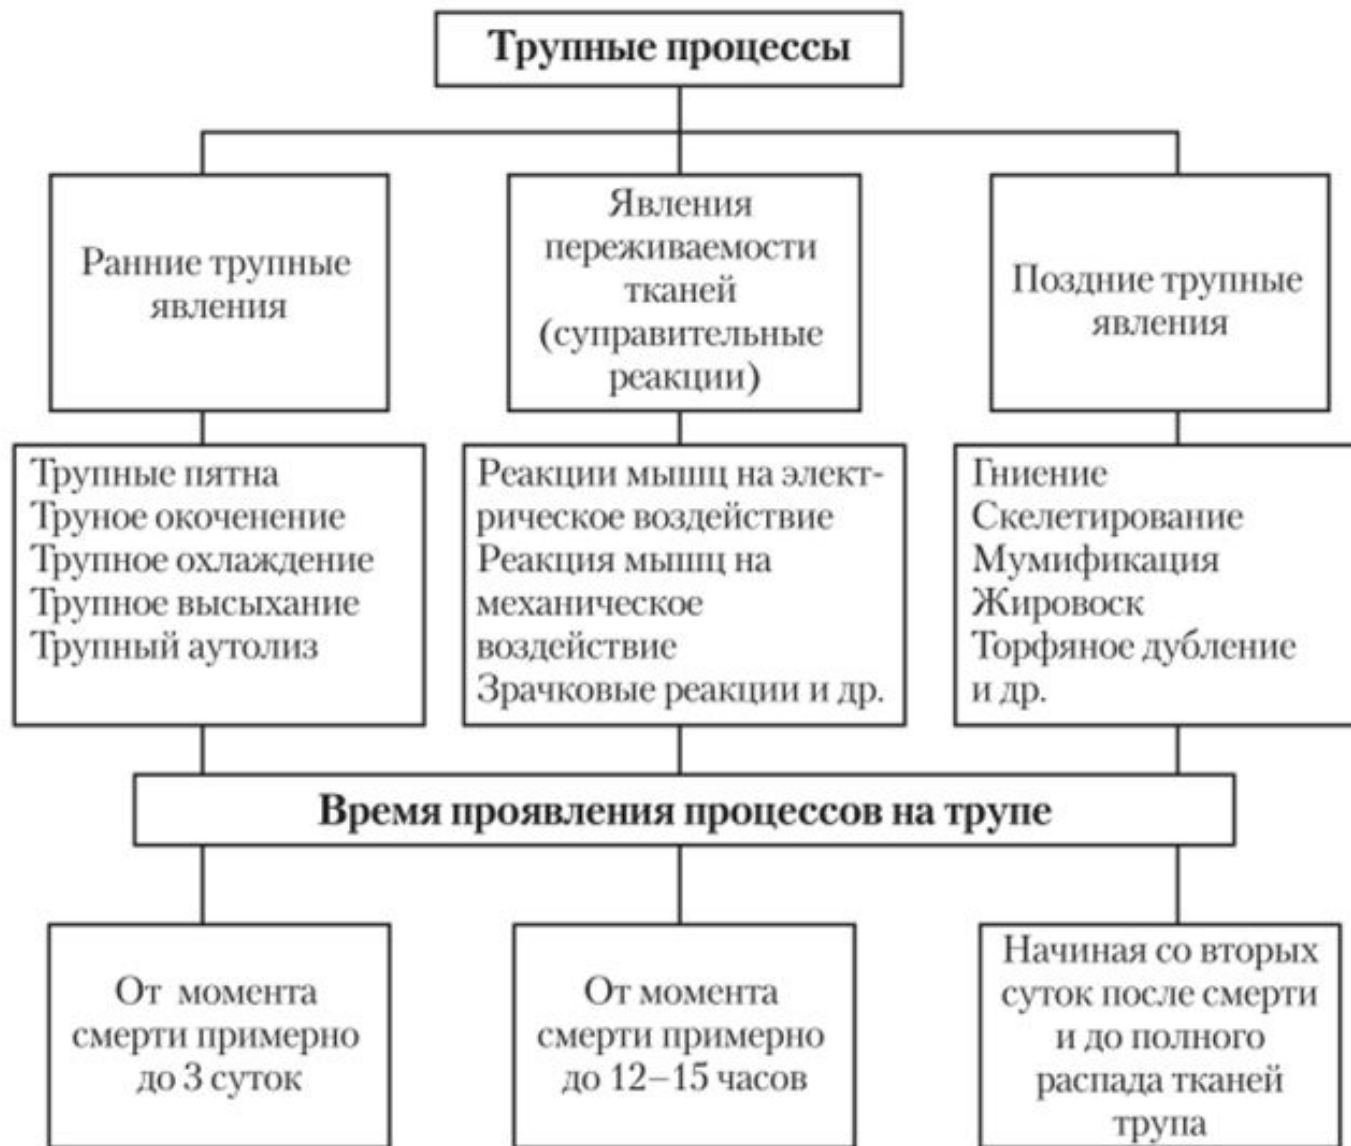 Трупные процессы
Ранние трупные
явления
Явления
переживаемости
тканей
(суправительные
реакции)
Поздние трупные
явления
Трупные пятна
Труное окоченение
Трупное охлаждение
Трупное высыхание
Трупный аутолиз
Реакции мышц на элект-
рическое воздействие
Реакция мышц на
механическое
воздействие
Зрачковые реакции и др.
Гниение
Скелетирование
Мумификация
Жировоск
Торфяное дубление
и др.
Время проявления процессов на трупе
От момента
смерти примерно
до 3 суток
От момента
смерти примерно
до 12–15 часов
Начиная со вторых
суток после смерти
и до полного
распада тканей
трупа